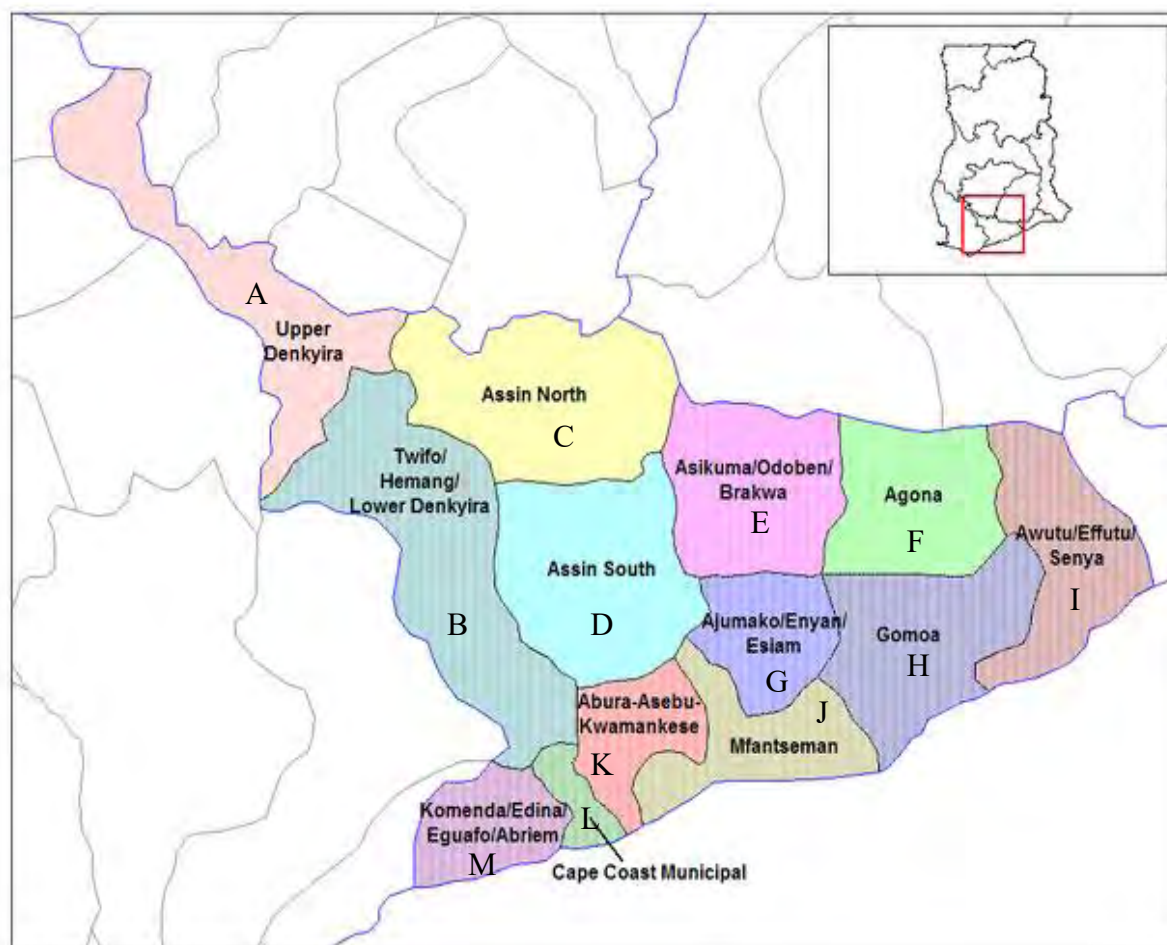 A
Upper
Denkyira
Assin North
C
Twifo/
Hemang/
Lower Denkyira
B
Asikuma/Odoben/
Brakwa
E
Agona
F
Awutu/Effutu/
Senya
I
Assin South
D
Ajumako/Enyan/
Esiam
G
Gomoa
H
J
Mfantseman
Abura-Asebu-
Kwamankese
K
Komenda/Edina/
Eguafo/Abriem
M
L
Cape Coast Municipal